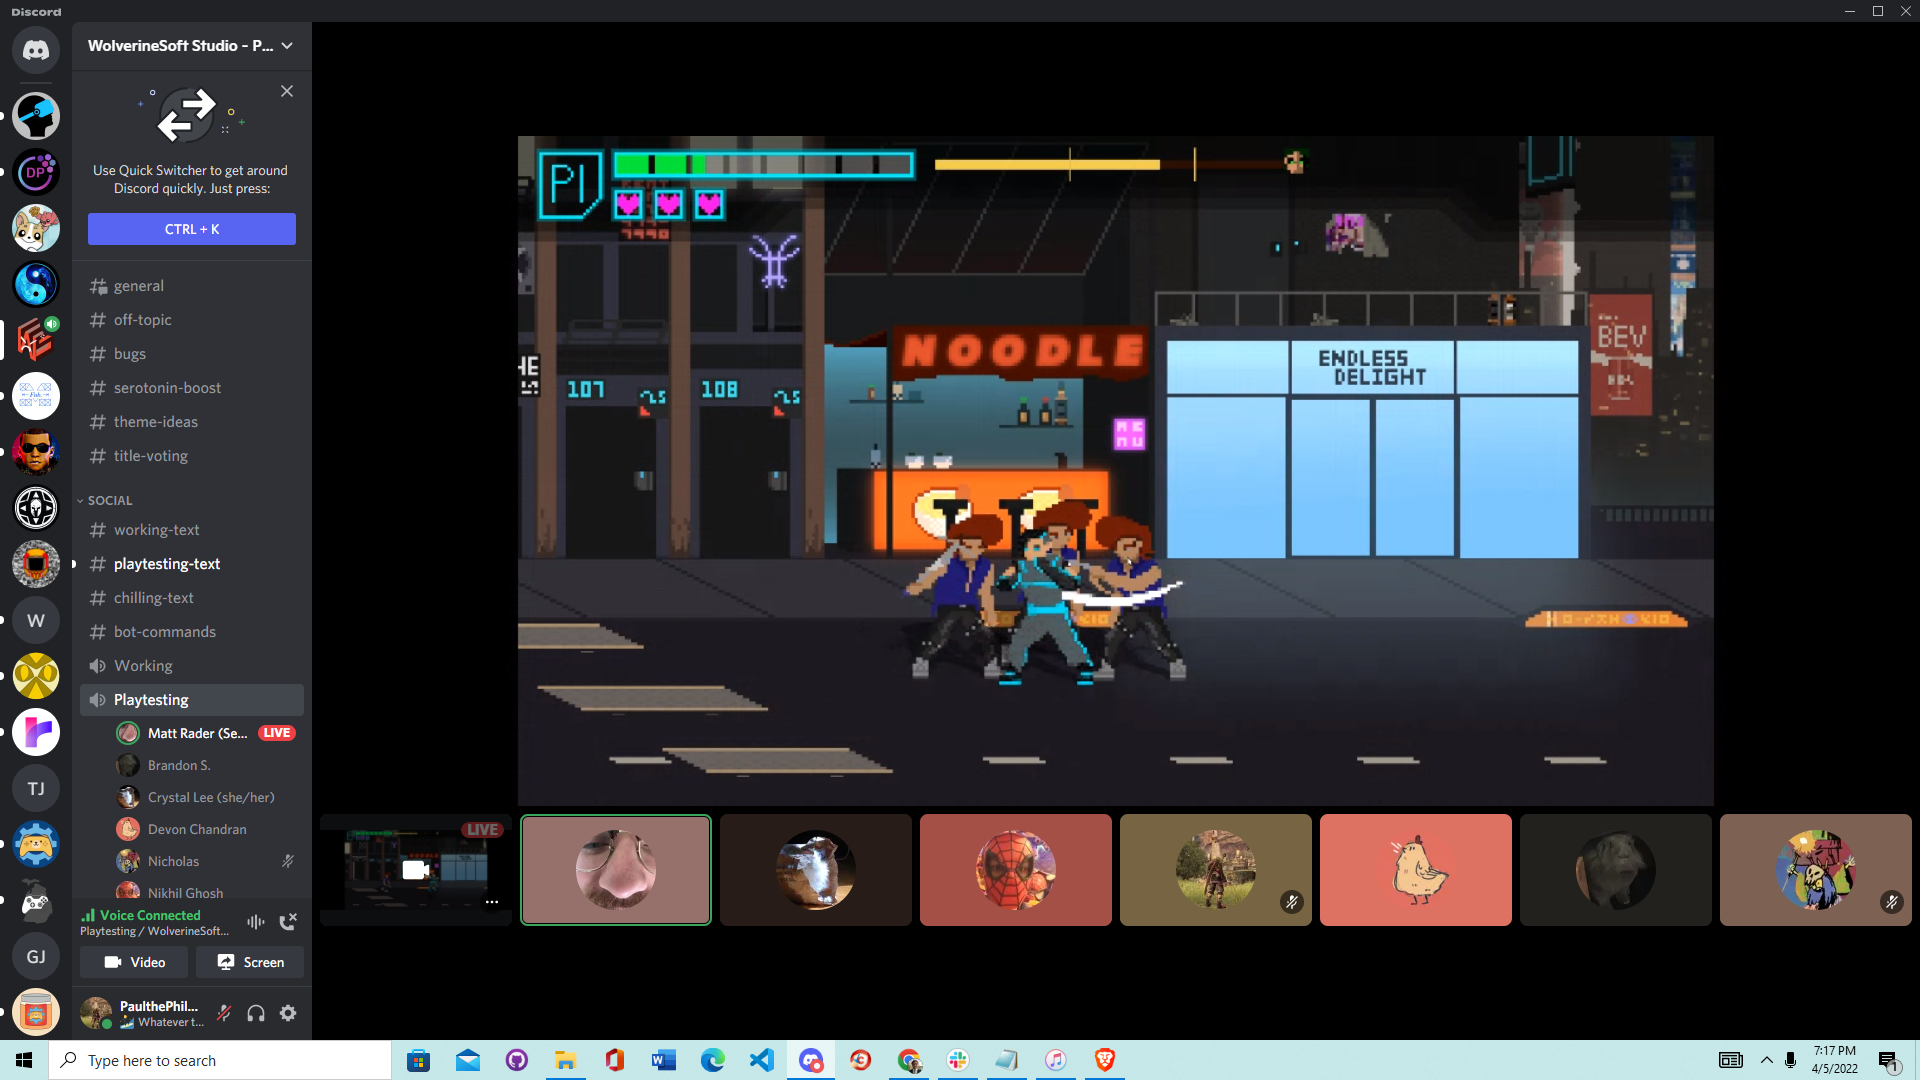 Discord
WolverineSoft Studio - P...
Use Quick Switcher to get around
Discord quickly. Just press:
CTRL + K
general
off-topic
bugs
serotonin-boost
theme-ideas
title-voting
SOCIAL
working-text
playtesting-text
chilling-text
bot-commands
Working
Playtesting
Matt Rader (Se... LIVE
Brandon S.
Crystal Lee (she/her)
Devon Chandran
Nicholas
Nikhil Ghosh
Voice Connected
Playtesting / WolverineSoft...
Video
Screen
PaulthePhil...
Whatever t...
DP
W
TJ
GJ
P1
107
108
NOODLE
ENDLESS
DELIGHT
BEV
LIVE
Type here to search
7:17 PM
4/5/2022
1